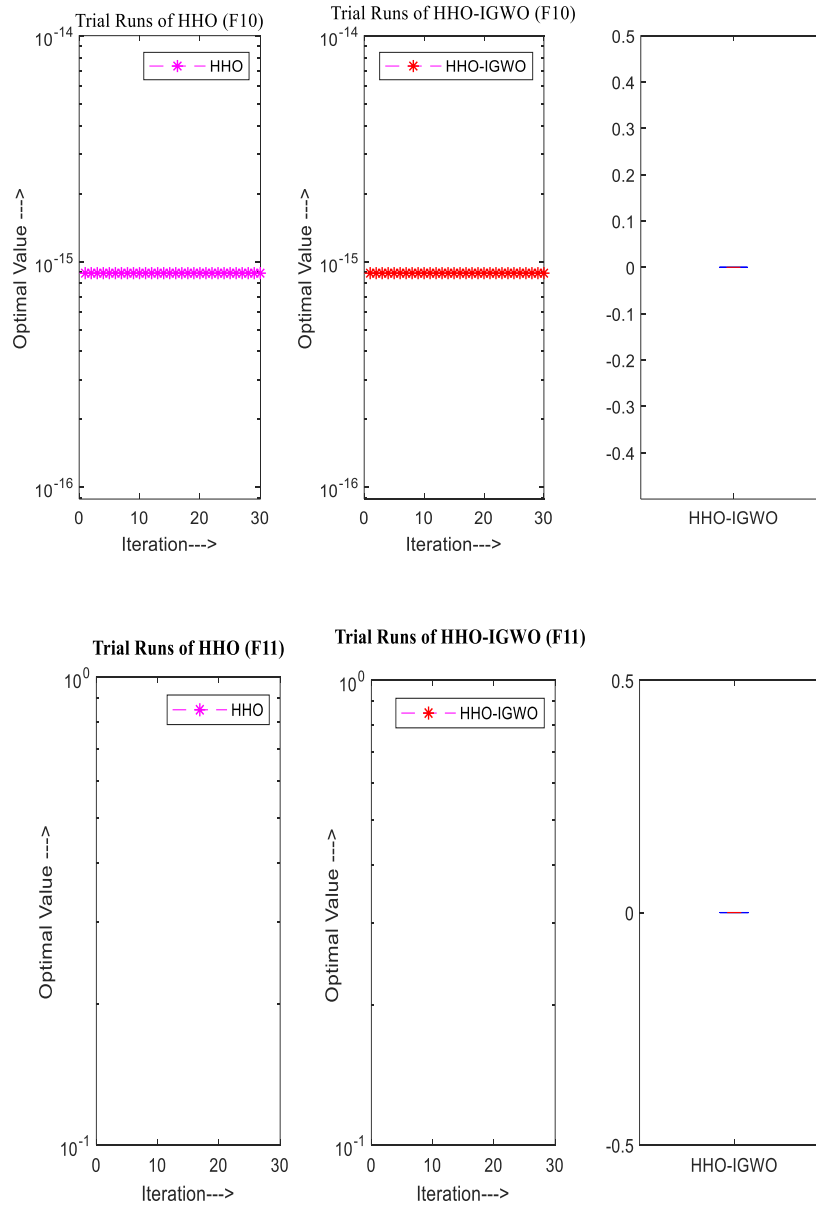 Trial Runs of HHO (F10)
10^-14
10^-15
10^-16
Optimal Value --->
HHO
0 10 20 30
Iteration--->
Trial Runs of HHO-IGWO (F10)
10^-14
10^-15
10^-16
Optimal Value --->
HHO-IGWO
0 10 20 30
Iteration--->
0.5
0.4
0.3
0.2
0.1
0
-0.1
-0.2
-0.3
-0.4
HHO-IGWO
Trial Runs of HHO (F11)
10^0
10^-1
Optimal Value --->
HHO
0 10 20 30
Iteration--->
Trial Runs of HHO-IGWO (F11)
10^0
10^-1
Optimal Value --->
HHO-IGWO
0 10 20 30
Iteration--->
0.5
0
-0.5
HHO-IGWO